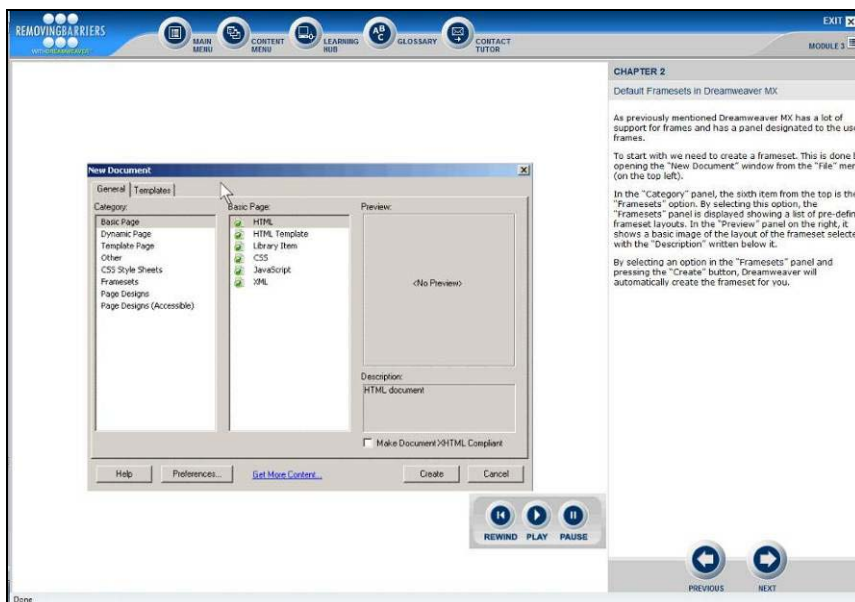 REMOVINGBARRIERS
WITH DREAMWEAVER
MAIN MENU
CONTENT MENU
LEARNING HUB
ABC
GLOSSARY
CONTACT TUTOR
EXIT X
MODULE 3
CHAPTER 2
Default Framesets in Dreamweaver MX
As previously mentioned Dreamweaver MX has a lot of
support for frames and has a panel designated to the
frames.
To start with we need to create a frameset. This is done
opening the "New Document" window from the "File"
(on the top left).
In the "Category" panel, the sixth item from the top is
"Framesets" option. By selecting this option, the
"Framesets" panel is displayed showing a list of
frameset layouts. In the "Preview" panel on the right, it
shows a basic image of the layout of the frameset
with the "Description" written below it.
By selecting an option in the "Framesets" panel and
pressing the "Create" button, Dreamweaver will
automatically create the frameset for you.
New Document
General Templates
Category:
Basic Page
Dynamic Page
Template Page
Other
CSS Style Sheets
Framesets
Page Designs
Page Designs (Accessible)
Basic Page:
HTML
HTML Template
Library Item
CSS
JavaScript
XML
Preview:
<No Preview>
Description:
HTML document
Make Document XHTML Compliant
Help Preferences... Get More Content... Create Cancel
REWIND PLAY PAUSE
PREVIOUS NEXT
Done